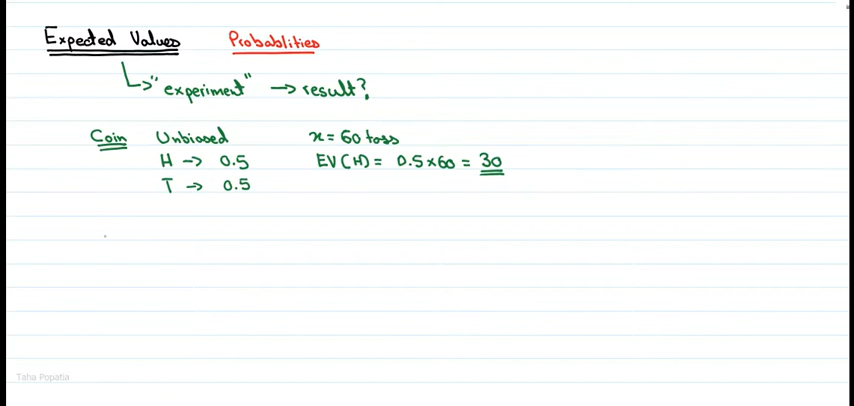 Expected Values Probablities
↳ "experiment" → result?
Coin Unbiased x = 60 toss
H → 0.5 EV(H) = 0.5 × 60 = 30
T → 0.5
Taha Popatia